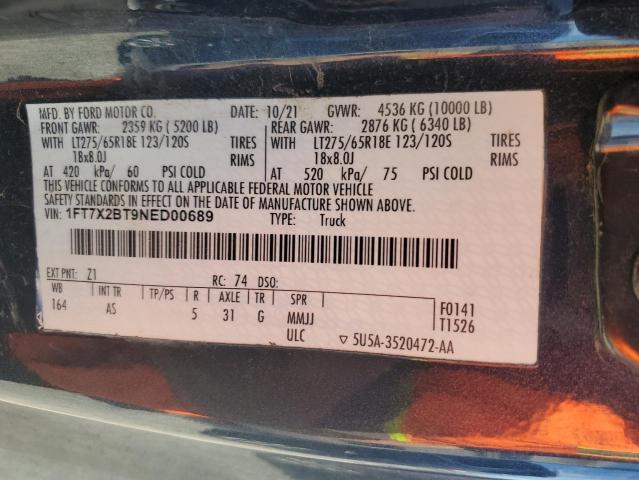 MFD. BY FORD MOTOR CO. DATE: 10/21 GVWR: 4536 KG (10000 LB)
FRONT GAWR: 2359 KG (5200 LB) REAR GAWR: 2876 KG (6340 LB)
WITH LT275/65R18E 123/120S TIRES WITH LT275/65R18E 123/120S TIRES
18x8.0J RIMS 18x8.0J RIMS
AT 420 kPa/ 60 PSI COLD AT 520 kPa/ 75 PSI COLD
THIS VEHICLE CONFORMS TO ALL APPLICABLE FEDERAL MOTOR VEHICLE
SAFETY STANDARDS IN EFFECT ON THE DATE OF MANUFACTURE SHOWN ABOVE.
VIN: 1FT7X2BT9NED00689 TYPE: Truck
EXT PNT: Z1 RC: 74 DSO:
WB INT TR TP/PS R AXLE TR SPR F0141
164 AS 5 31 G MMJJ T1526
ULC 5U5A-3520472-AA